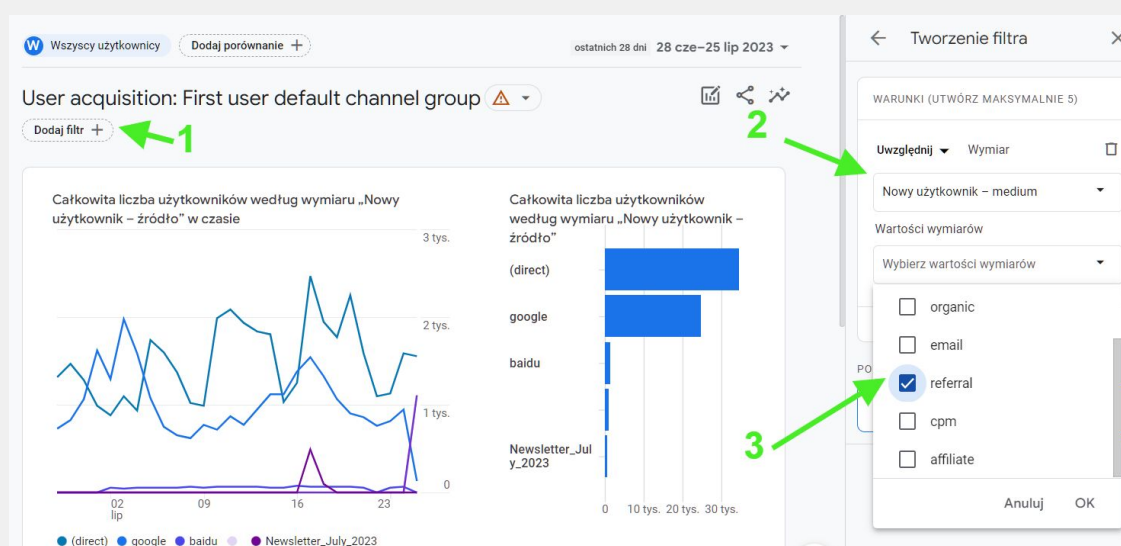 W Wszyscy użytkownicy
Dodaj porównanie +
ostatnich 28 dni 28 cze–25 lip 2023
User acquisition: First user default channel group
Dodaj filtr +
1
Całkowita liczba użytkowników według wymiaru „Nowy
użytkownik – źródło” w czasie
3 tys.
2 tys.
1 tys.
0
02
lip
09
16
23
(direct)
google
baidu
Newsletter_July_2023
Całkowita liczba użytkowników
według wymiaru „Nowy użytkownik –
źródło”
(direct)
google
baidu
Newsletter_Jul
y_2023
0
10 tys.
20 tys.
30 tys.
Tworzenie filtra
WARUNKI (UTWÓRZ MAKSYMALNIE 5)
2
Uwzględnij
Wymiar
Nowy użytkownik – medium
Wartości wymiarów
Wybierz wartości wymiarów
organic
email
PO
referral
3
cpm
affiliate
Anuluj
OK